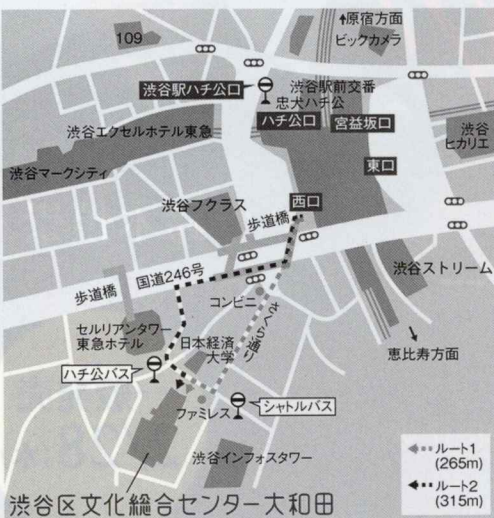 ↑原宿方面
109
ビックカメラ
渋谷駅ハチ公口
渋谷駅前交番
忠犬ハチ公
ハチ公口
宮益坂口
渋谷エクセルホテル東急
渋谷
ヒカリエ
東口
渋谷マークシティ
渋谷フクラス
西口
歩道橋
国道246号
歩道橋
渋谷ストリーム
コンビニ
さくら通り
セルリアンタワー
東急ホテル
日本経済
大学
恵比寿方面
ハチ公バス
ファミレス
シャトルバス
渋谷インフォスタワー
渋谷区文化総合センター大和田
ルート1
(265m)
ルート2
(315m)